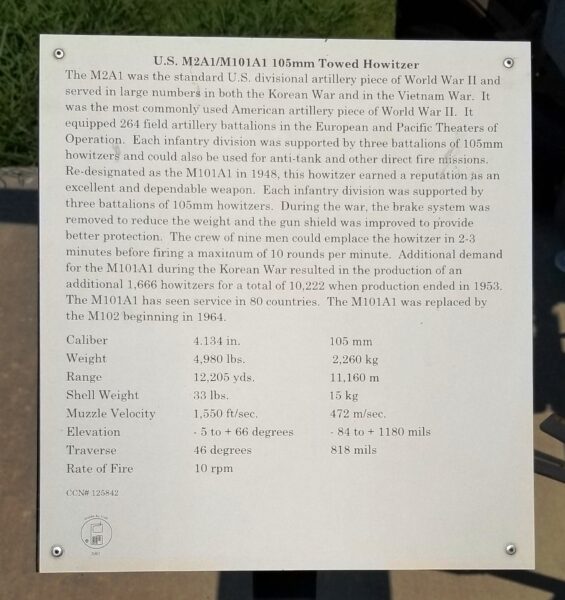 U.S. M2A1/M101A1 105mm Towed Howitzer
The M2A1 was the standard U.S. divisional artillery piece of World War II and
served in large numbers in both the Korean War and in the Vietnam War. It
was the most commonly used American artillery piece of World War II. It
equipped 264 field artillery battalions in the European and Pacific Theaters of
Operation. Each infantry division was supported by three battalions of 105mm
howitzers and could also be used for anti-tank and other direct fire missions.
Re-designated as the M101A1 in 1948, this howitzer earned a reputation as an
excellent and dependable weapon. Each infantry division was supported by
three battalions of 105mm howitzers. During the war, the brake system was
removed to reduce the weight and the gun shield was improved to provide
better protection. The crew of nine men could emplace the howitzer in 2-3
minutes before firing a maximum of 10 rounds per minute. Additional demand
for the M101A1 during the Korean War resulted in the production of an
additional 1,666 howitzers for a total of 10,222 when production ended in 1953.
The M101A1 has seen service in 80 countries. The M101A1 was replaced by
the M102 beginning in 1964.
Caliber 4.134 in. 105 mm
Weight 4,980 lbs. 2,260 kg
Range 12,205 yds. 11,160 m
Shell Weight 33 lbs. 15 kg
Muzzle Velocity 1,550 ft/sec. 472 m/sec.
Elevation - 5 to + 66 degrees - 84 to + 1180 mils
Traverse 46 degrees 818 mils
Rate of Fire 10 rpm
CCN# 125842